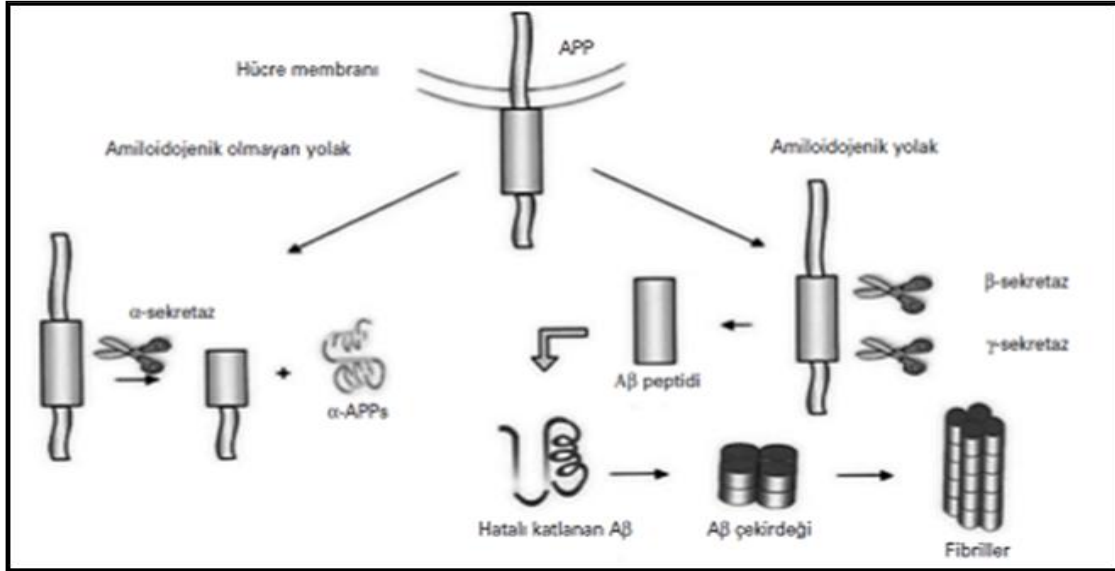 APP
Hücre membranı
Amiloidojenik olmayan yolak
Amiloidojenik yolak
α-sekretaz
β-sekretaz
γ-sekretaz
Aβ peptidi
+
α-APPs
Hatalı katlanan Aβ
Aβ çekirdeği
Fibriller